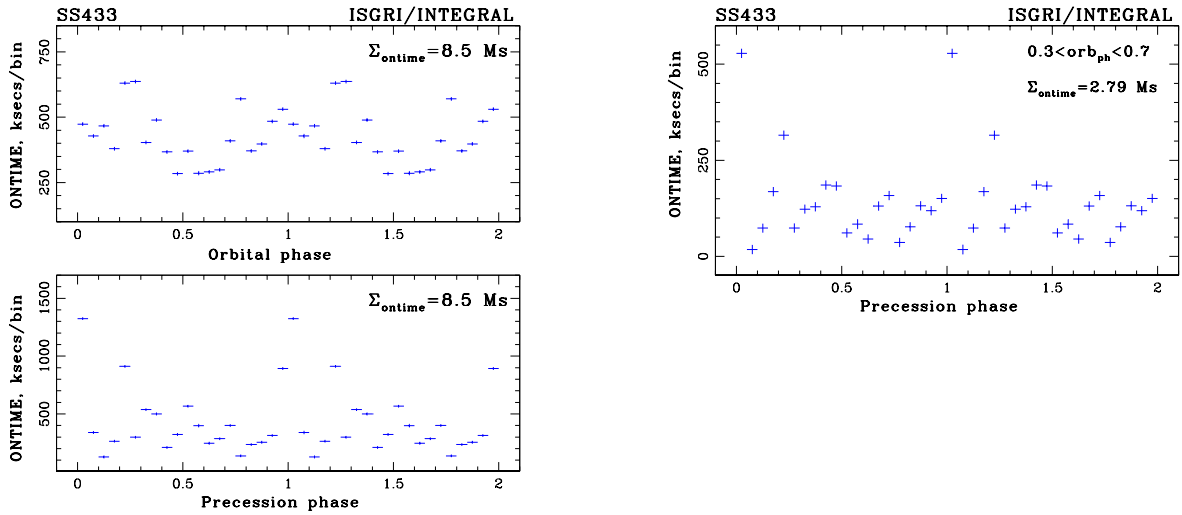 SS433 ISGRI/INTEGRAL
Σontime=8.5 Ms
ONTIME, ksecs/bin
750
500
250
0 0.5 1 1.5 2
Orbital phase
Σontime=8.5 Ms
ONTIME, ksecs/bin
1500
1000
500
0 0.5 1 1.5 2
Precession phase
SS433 ISGRI/INTEGRAL
0.3<orbph<0.7
Σontime=2.79 Ms
ONTIME, ksecs/bin
500
250
0
0 0.5 1 1.5 2
Precession phase